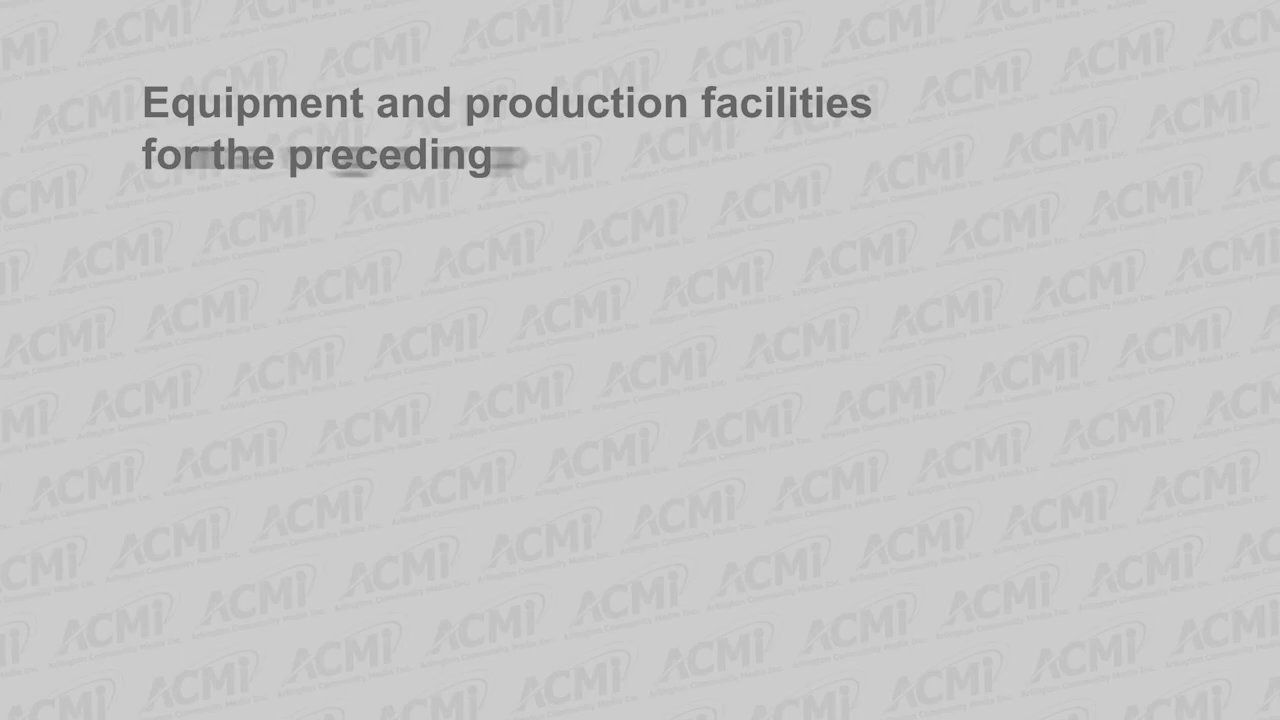 Equipment and production facilities
for the preceding